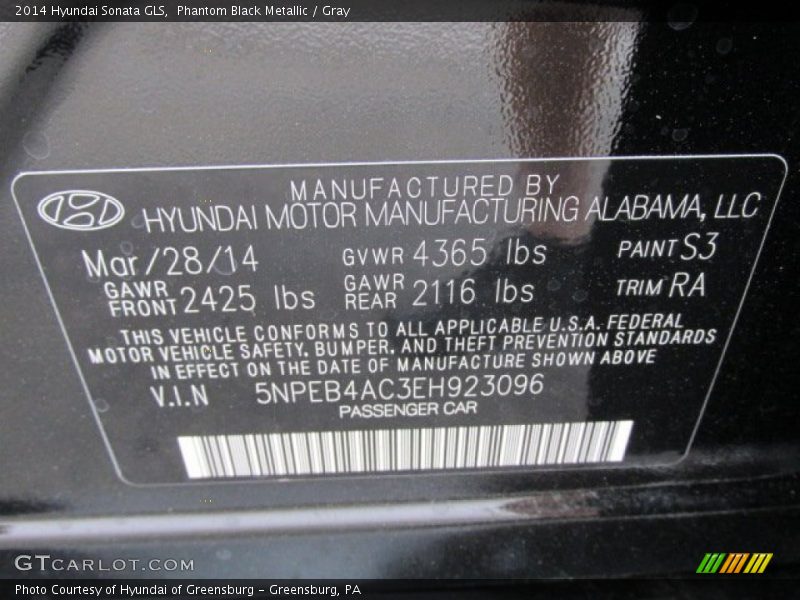 2014 Hyundai Sonata GLS, Phantom Black Metallic / Gray
MANUFACTURED BY
HYUNDAI MOTOR MANUFACTURING ALABAMA, LLC
Mar/28/14 GVWR 4365 lbs PAINT S3
GAWR FRONT 2425 lbs GAWR REAR 2116 lbs TRIM RA
THIS VEHICLE CONFORMS TO ALL APPLICABLE U.S.A. FEDERAL
MOTOR VEHICLE SAFETY, BUMPER, AND THEFT PREVENTION STANDARDS
IN EFFECT ON THE DATE OF MANUFACTURE SHOWN ABOVE
V.I.N 5NPEB4AC3EH923096
PASSENGER CAR
GTCARLOT.COM
Photo Courtesy of Hyundai of Greensburg - Greensburg, PA